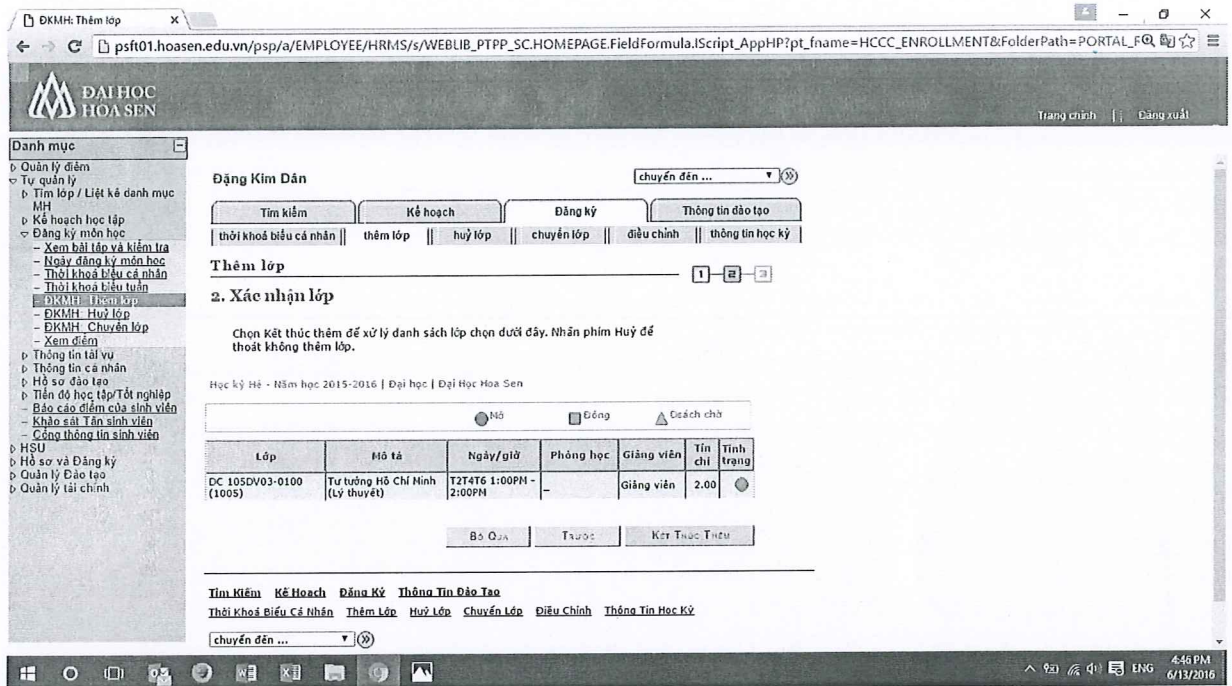 ĐKMH: Thêm lớp
psft01.hoasen.edu.vn/psp/a/EMPLOYEE/HRMS/s/WEBLIB_PTPP_SC.HOMEPAGE.FieldFormula.IScript_AppHP?pt_fname=HCCC_ENROLLMENT&FolderPath=PORTAL_R
ĐẠI HỌC
HOA SEN
Trang chính | Đăng xuất
Danh mục
Quản lý điểm
Tự quản lý
Tìm lớp / Liệt kê danh mục
MH
Kế hoạch học tập
Đăng ký môn học
– Xem bài tập và kiểm tra
– Ngày đăng ký môn học
– Thời khoá biểu cá nhân
– Thời khoá biểu tuần
– ĐKMH: Thêm lớp
– ĐKMH: Huỷ lớp
– ĐKMH: Chuyển lớp
– Xem điểm
Thông tin tài vụ
Thông tin cá nhân
Hồ sơ đào tạo
Tiến độ học tập/Tốt nghiệp
– Báo cáo điểm của sinh viên
– Khảo sát Tân sinh viên
– Cổng thông tin sinh viên
HSU
Hồ sơ và Đăng ký
Quản lý Đào tạo
Quản lý tài chính
Đặng Kim Dân
chuyển đến ...
Tìm kiếm Kế hoạch Đăng ký Thông tin đào tạo
thời khoá biểu cá nhân || thêm lớp || huỷ lớp || chuyển lớp || điều chỉnh || thông tin học kỳ
Thêm lớp
1 2 3
2. Xác nhận lớp
Chọn Kết thúc thêm để xử lý danh sách lớp chọn dưới đây. Nhấn phím Huỷ để
thoát không thêm lớp.
Học kỳ Hè - Năm học 2015-2016 | Đại học | Đại Học Hoa Sen
Mở Đóng Dsách chờ
Lớp Mô tả Ngày/giờ Phòng học Giảng viên Tín chỉ Tình trạng
DC 105DV03-0100 (1005) Tư tưởng Hồ Chí Minh (Lý thuyết) T2T4T6 1:00PM - 2:00PM – Giảng viên 2.00
Bỏ Qua Trước Kết Thúc Thêm
Tìm Kiếm Kế Hoạch Đăng Ký Thông Tin Đào Tạo
Thời Khoá Biểu Cá Nhân Thêm Lớp Huỷ Lớp Chuyển Lớp Điều Chỉnh Thông Tin Học Kỳ
chuyển đến ...
ENG
4:46 PM
6/13/2016